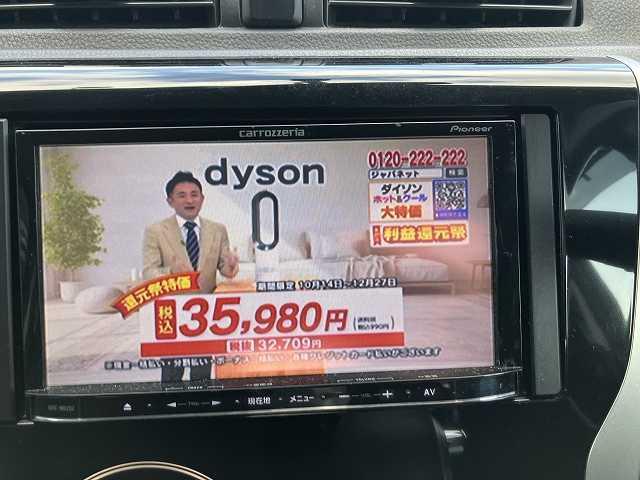 carrozzeria
Pioneer
dyson
0120-222-222
ジャパネット 検索
ダイソン
ホット&クール
大特価
利益還元祭
期間限定 10月14日~12月27日
還元祭特価
税込 35,980円
税抜 32,709円
現在地
メニュー
AV